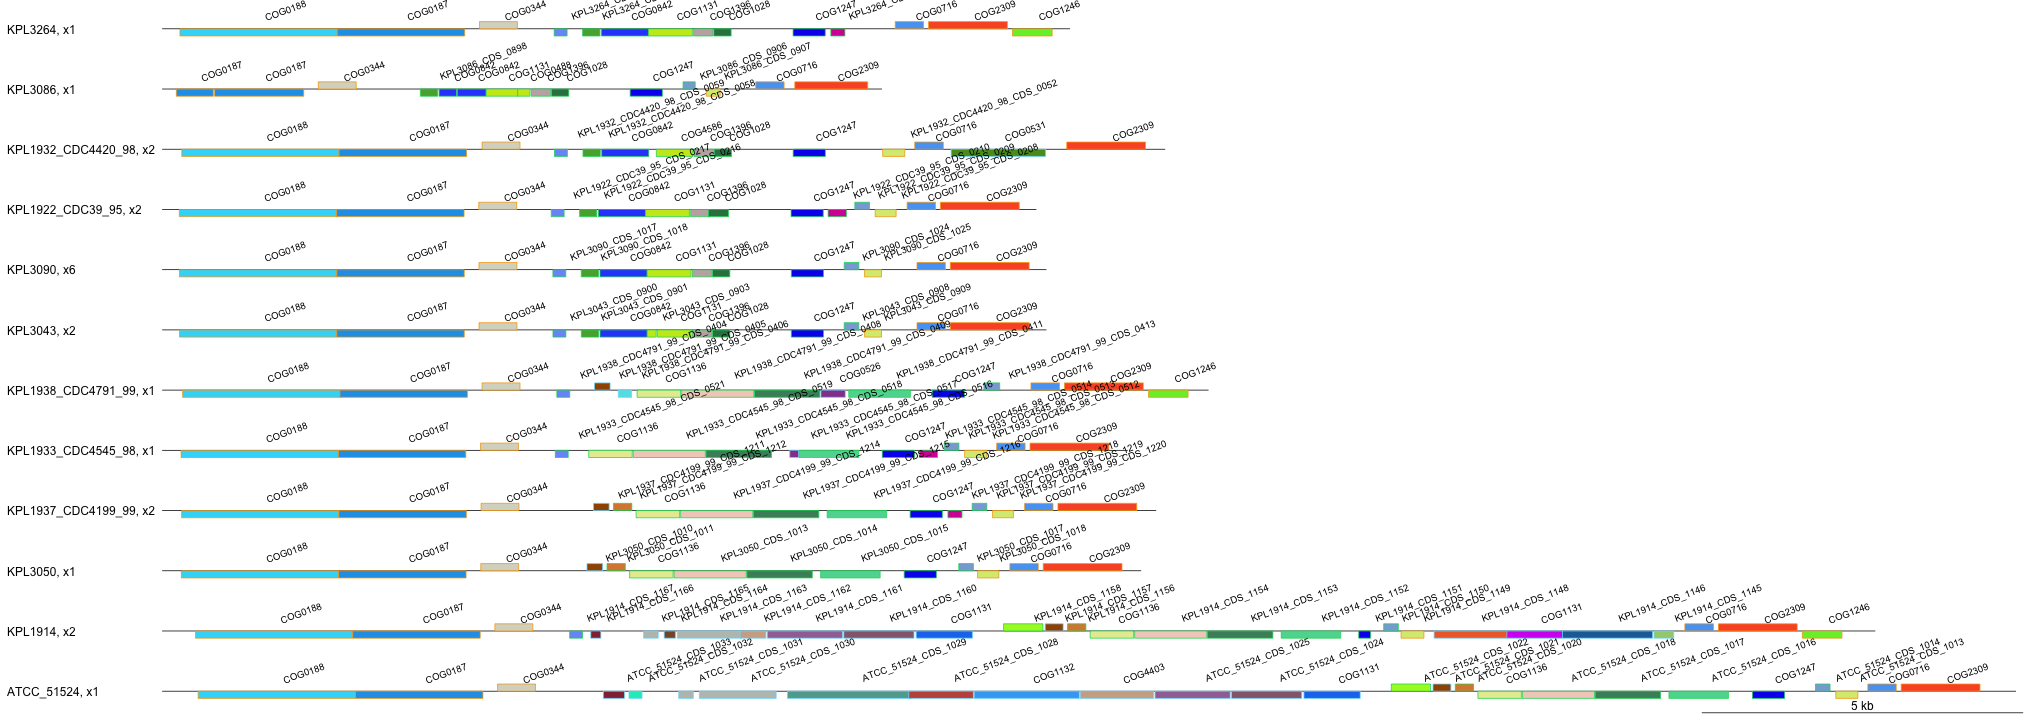 COG0188 COG0187 COG0344 COG0842 COG1131 COG1396 COG1028 COG1247 COG0716 COG2309 COG1246
KPL3264, x1
COG0187 COG0187 COG0344 KPL3086_CDS_0898 COG0842 COG0842 COG1131 COG0488 COG1396 COG1028 COG1247 KPL3086_CDS_0906 KPL3086_CDS_0907 COG0716 COG2309
KPL3086, x1
COG0188 COG0187 COG0344 KPL1932_CDC4420_98_CDS_0059 KPL1932_CDC4420_98_CDS_0058 COG0842 COG4586 COG1396 COG1028 COG1247 KPL1932_CDC4420_98_CDS_0052 COG0716 COG0531 COG2309
KPL1932_CDC4420_98, x2
COG0188 COG0187 COG0344 KPL1922_CDC39_95_CDS_0217 KPL1922_CDC39_95_CDS_0216 COG0842 COG1131 COG1396 COG1028 COG1247 KPL1922_CDC39_95_CDS_0210 KPL1922_CDC39_95_CDS_0209 KPL1922_CDC39_95_CDS_0208 COG0716 COG2309
KPL1922_CDC39_95, x2
COG0188 COG0187 COG0344 KPL3090_CDS_1017 KPL3090_CDS_1018 COG0842 COG1131 COG1396 COG1028 COG1247 KPL3090_CDS_1024 KPL3090_CDS_1025 COG0716 COG2309
KPL3090, x6
COG0188 COG0187 COG0344 KPL3043_CDS_0900 KPL3043_CDS_0901 COG0842 KPL3043_CDS_0903 COG1131 COG1396 COG1028 COG1247 KPL3043_CDS_0908 KPL3043_CDS_0909 COG0716 COG2309
KPL3043, x2
COG0188 COG0187 COG0344 KPL1938_CDC4791_99_CDS_0404 KPL1938_CDC4791_99_CDS_0405 KPL1938_CDC4791_99_CDS_0406 COG1136 KPL1938_CDC4791_99_CDS_0408 KPL1938_CDC4791_99_CDS_0409 COG0526 KPL1938_CDC4791_99_CDS_0411 COG1247 KPL1938_CDC4791_99_CDS_0413 COG0716 COG2309 COG1246
KPL1938_CDC4791_99, x1
COG0188 COG0187 COG0344 KPL1933_CDC4545_98_CDS_0521 COG1136 KPL1933_CDC4545_98_CDS_0519 KPL1933_CDC4545_98_CDS_0518 KPL1933_CDC4545_98_CDS_0517 KPL1933_CDC4545_98_CDS_0516 COG1247 KPL1933_CDC4545_98_CDS_0514 KPL1933_CDC4545_98_CDS_0513 KPL1933_CDC4545_98_CDS_0512 COG0716 COG2309
KPL1933_CDC4545_98, x1
COG0188 COG0187 COG0344 KPL1937_CDC4199_99_CDS_1211 KPL1937_CDC4199_99_CDS_1212 COG1136 KPL1937_CDC4199_99_CDS_1214 KPL1937_CDC4199_99_CDS_1215 KPL1937_CDC4199_99_CDS_1216 COG1247 KPL1937_CDC4199_99_CDS_1218 KPL1937_CDC4199_99_CDS_1219 KPL1937_CDC4199_99_CDS_1220 COG0716 COG2309
KPL1937_CDC4199_99, x2
COG0188 COG0187 COG0344 KPL3050_CDS_1010 KPL3050_CDS_1011 COG1136 KPL3050_CDS_1013 KPL3050_CDS_1014 KPL3050_CDS_1015 COG1247 KPL3050_CDS_1017 KPL3050_CDS_1018 COG0716 COG2309
KPL3050, x1
COG0188 COG0187 COG0344 KPL1914_CDS_1167 KPL1914_CDS_1166 KPL1914_CDS_1165 KPL1914_CDS_1164 KPL1914_CDS_1163 KPL1914_CDS_1162 KPL1914_CDS_1161 KPL1914_CDS_1160 COG1131 KPL1914_CDS_1158 KPL1914_CDS_1157 KPL1914_CDS_1156 COG1136 KPL1914_CDS_1154 KPL1914_CDS_1153 KPL1914_CDS_1152 KPL1914_CDS_1151 KPL1914_CDS_1150 KPL1914_CDS_1149 KPL1914_CDS_1148 COG1131 KPL1914_CDS_1146 KPL1914_CDS_1145 COG0716 COG2309 COG1246
KPL1914, x2
COG0188 COG0187 COG0344 ATCC_51524_CDS_1033 ATCC_51524_CDS_1032 ATCC_51524_CDS_1031 ATCC_51524_CDS_1030 ATCC_51524_CDS_1029 ATCC_51524_CDS_1028 COG1132 COG4403 ATCC_51524_CDS_1025 ATCC_51524_CDS_1024 COG1131 ATCC_51524_CDS_1022 ATCC_51524_CDS_1021 ATCC_51524_CDS_1020 COG1136 ATCC_51524_CDS_1018 ATCC_51524_CDS_1017 ATCC_51524_CDS_1016 COG1247 ATCC_51524_CDS_1014 ATCC_51524_CDS_1013 COG0716 COG2309
ATCC_51524, x1
5 kb